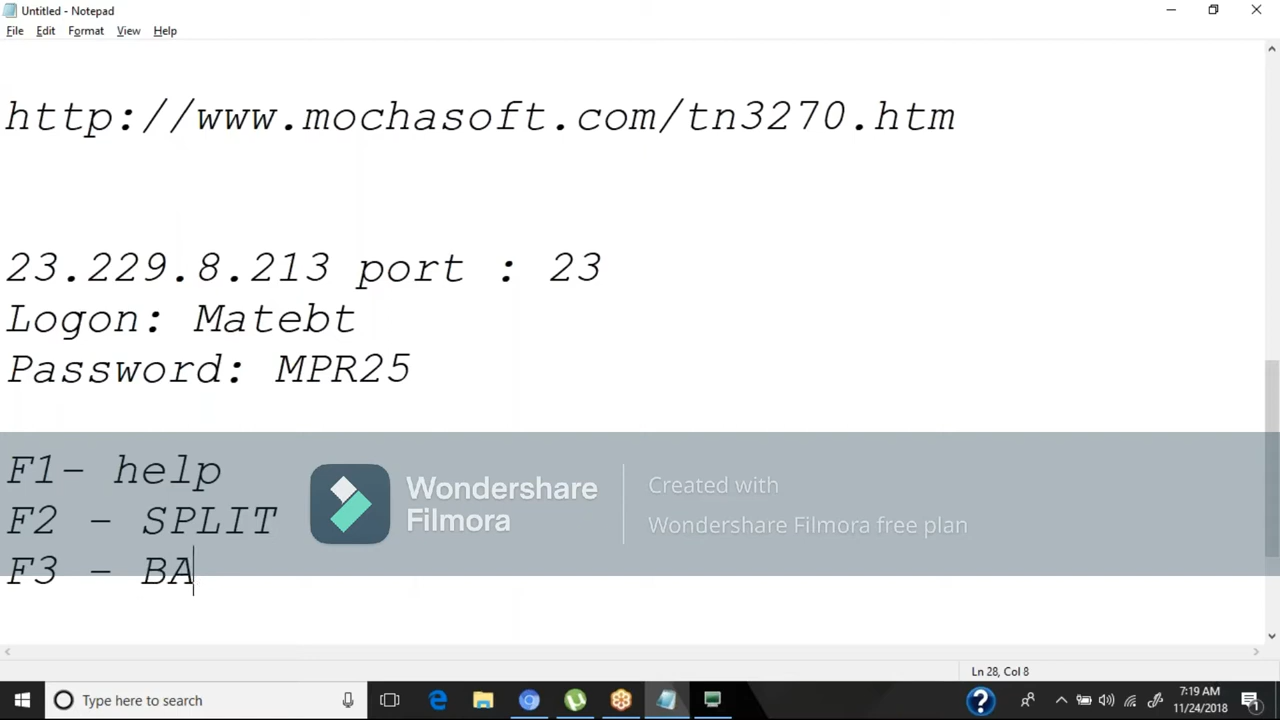 Untitled - Notepad
File Edit Format View Help
http://www.mochasoft.com/tn3270.htm
23.229.8.213 port : 23
Logon: Matebt
Password: MPR25
F1- help
F2 - SPLIT
F3 - BA
Wondershare
Filmora
Created with
Wondershare Filmora free plan
Ln 28, Col 8
Type here to search
7:19 AM
11/24/2018
1